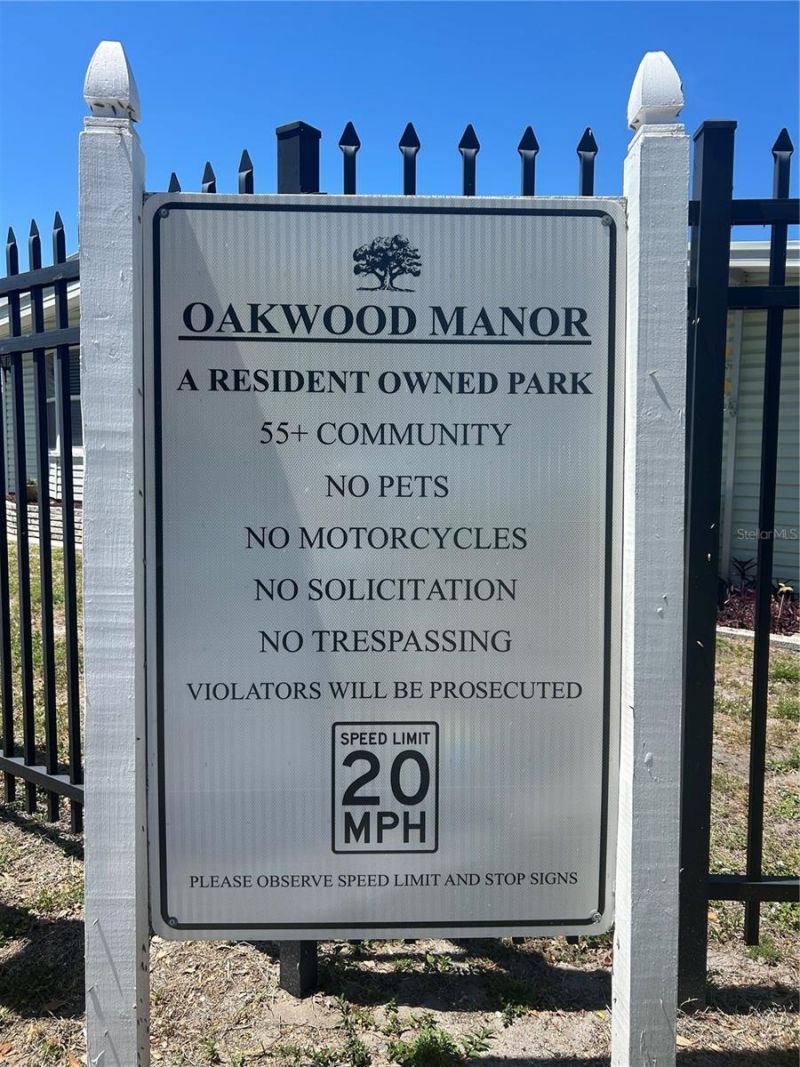 OAKWOOD MANOR
A RESIDENT OWNED PARK
55+ COMMUNITY
NO PETS
NO MOTORCYCLES
NO SOLICITATION
NO TRESPASSING
VIOLATORS WILL BE PROSECUTED
SPEED LIMIT
20
MPH
PLEASE OBSERVE SPEED LIMIT AND STOP SIGNS
StellarMLS